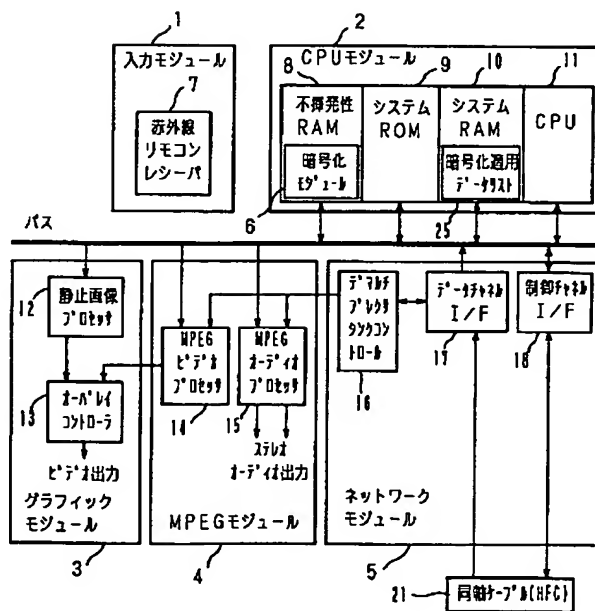 1
入力モジュール
7
赤外線
リモコン
レシーバ
2
CPUモジュール
8
9
10
11
不揮発性
RAM
システム
ROM
システム
RAM
CPU
暗号化
モデュール
暗号化適用
データリスト
6
25
バス
12
静止画像
プロセッサ
13
オーバレイ
コントローラ
ビデオ出力
グラフィック
モジュール
3
MPEG
ビデオ
プロセッサ
14
MPEG
オーディオ
プロセッサ
15
ステレオ
オーディオ出力
MPEGモジュール
4
デマルチ
プレクサ
タンクコン
トロール
16
データチャネル
I/F
17
制御チャネル
I/F
18
ネットワーク
モジュール
5
21
同軸ケーブル(HFC)